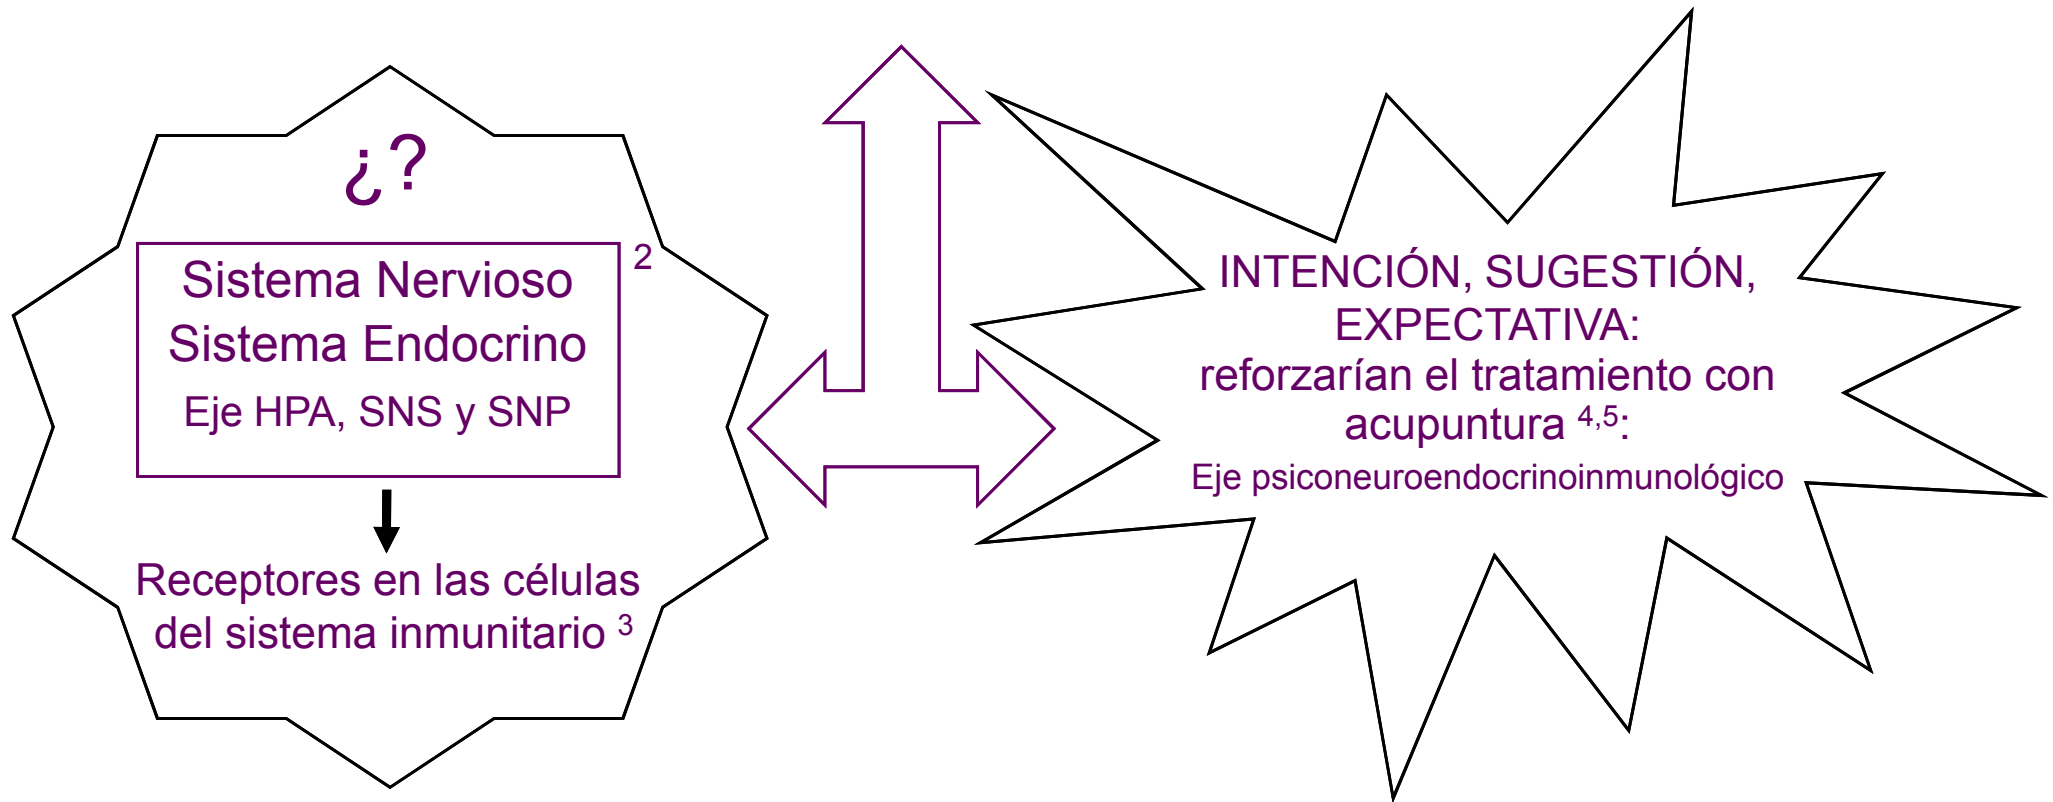 ¿?
Sistema Nervioso
2
Sistema Endocrino
Eje HPA, SNS y SNP
Receptores en las células
del sistema inmunitario 3
INTENCIÓN, SUGESTIÓN,
EXPECTATIVA:
reforzarían el tratamiento con
acupuntura 4,5:
Eje psiconeuroendocrinoinmunológico